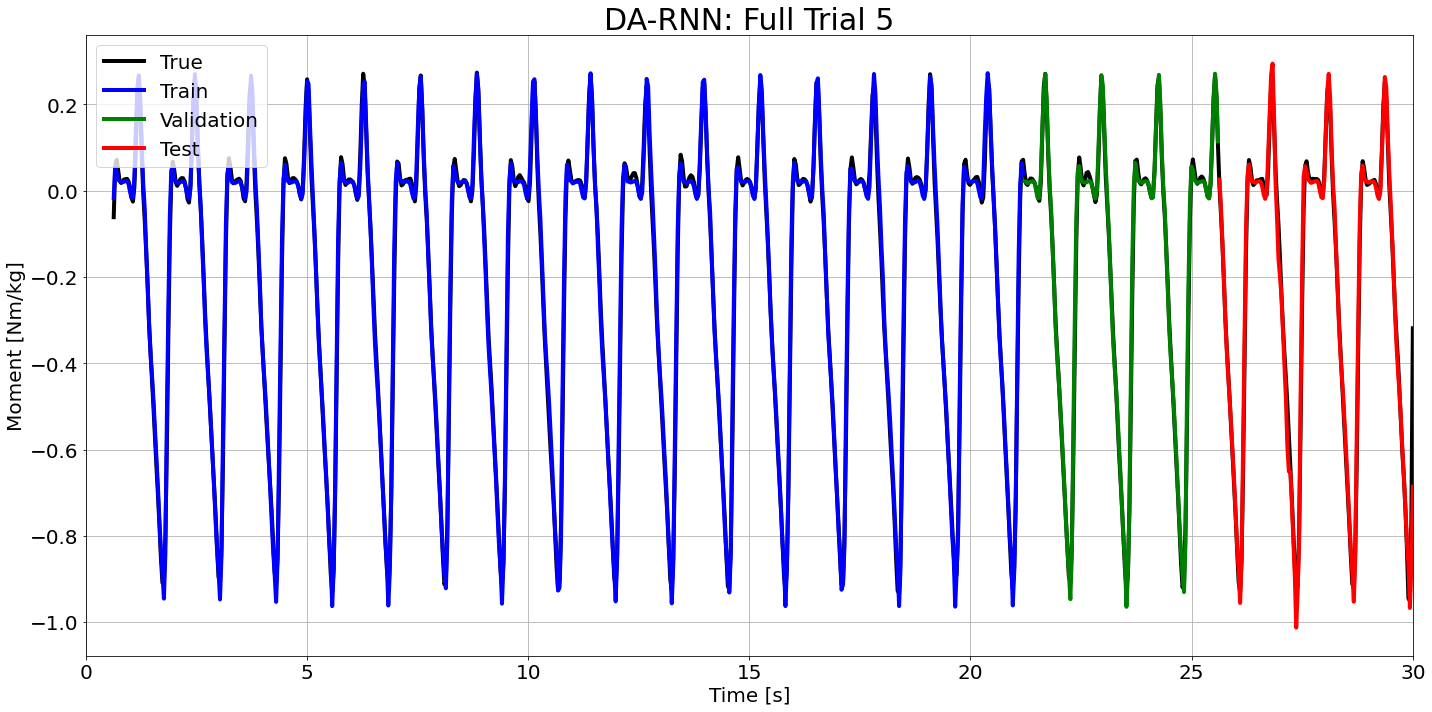 DA-RNN: Full Trial 5
True
Train
Validation
Test
Moment [Nm/kg]
0.2
0.0
−0.2
−0.4
−0.6
−0.8
−1.0
0 5 10 15 20 25 30
Time [s]